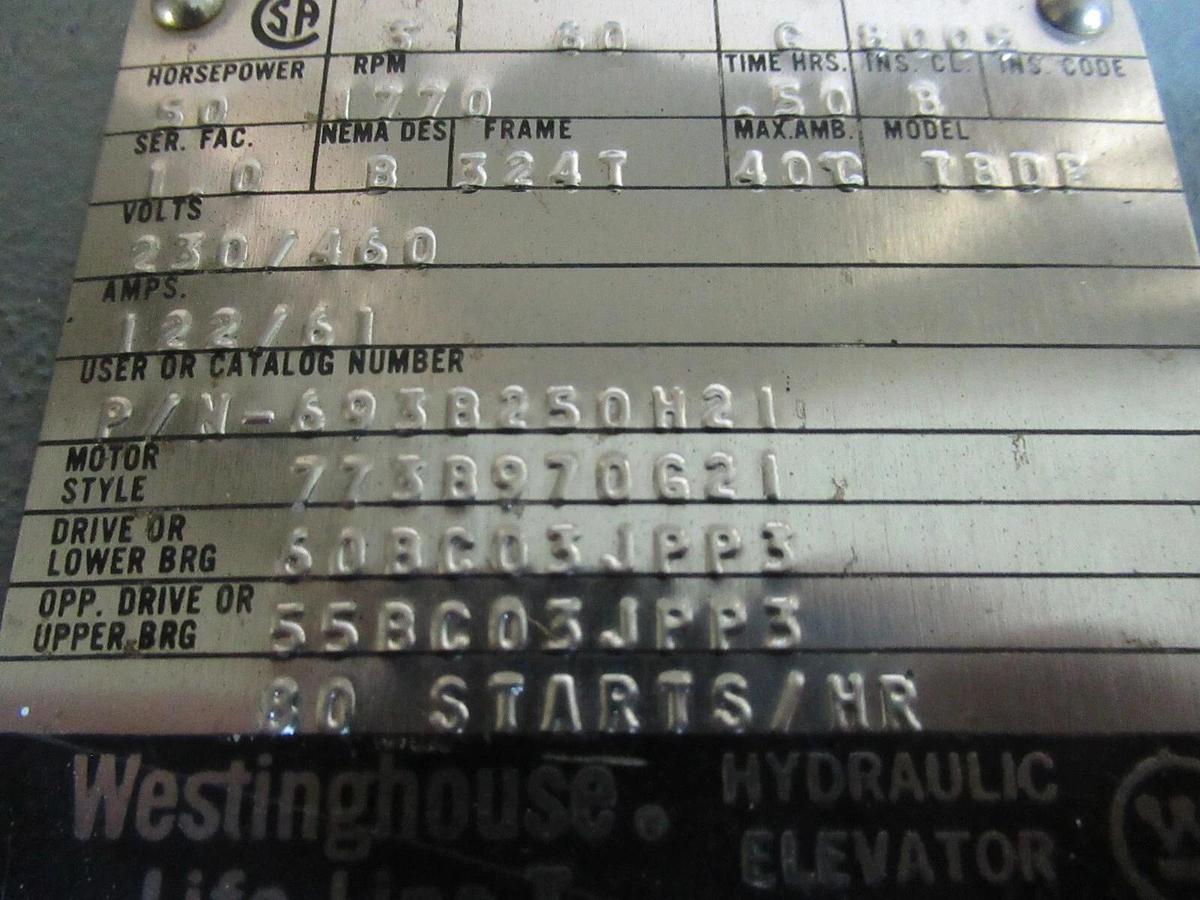 CSA 3 60 G
HORSEPOWER RPM TIME HRS. INS. CL. INS. CODE
50 1770 .50 B
SER. FAC. NEMA DES FRAME MAX.AMB. MODEL
1.0 B 324T 40°C TBDP
VOLTS
230/460
AMPS.
122/61
USER OR CATALOG NUMBER
P/N-693B250H21
MOTOR
STYLE 773B970G21
DRIVE OR
LOWER BRG 60BC03JPP3
OPP. DRIVE OR
UPPER BRG 55BC03JPP3
80 STARTS/HR
Westinghouse. HYDRAULIC
ELEVATOR
Life-Line T